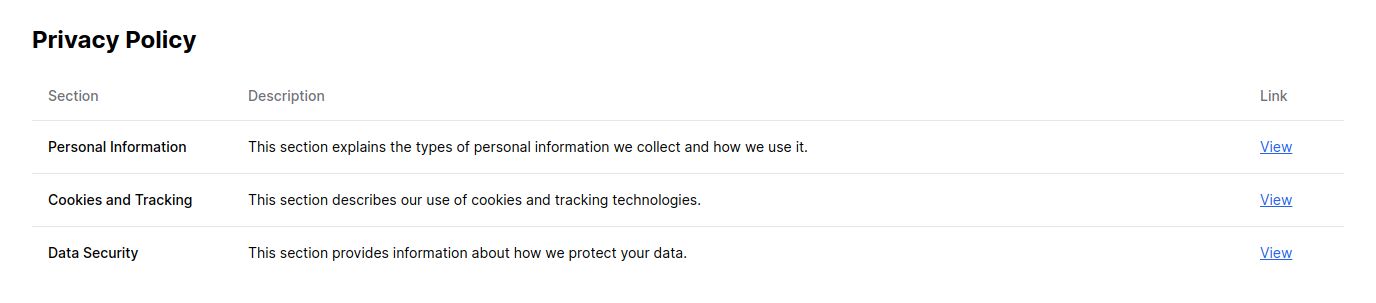 Privacy Policy
Section Description Link
Personal Information This section explains the types of personal information we collect and how we use it. View
Cookies and Tracking This section describes our use of cookies and tracking technologies. View
Data Security This section provides information about how we protect your data. View